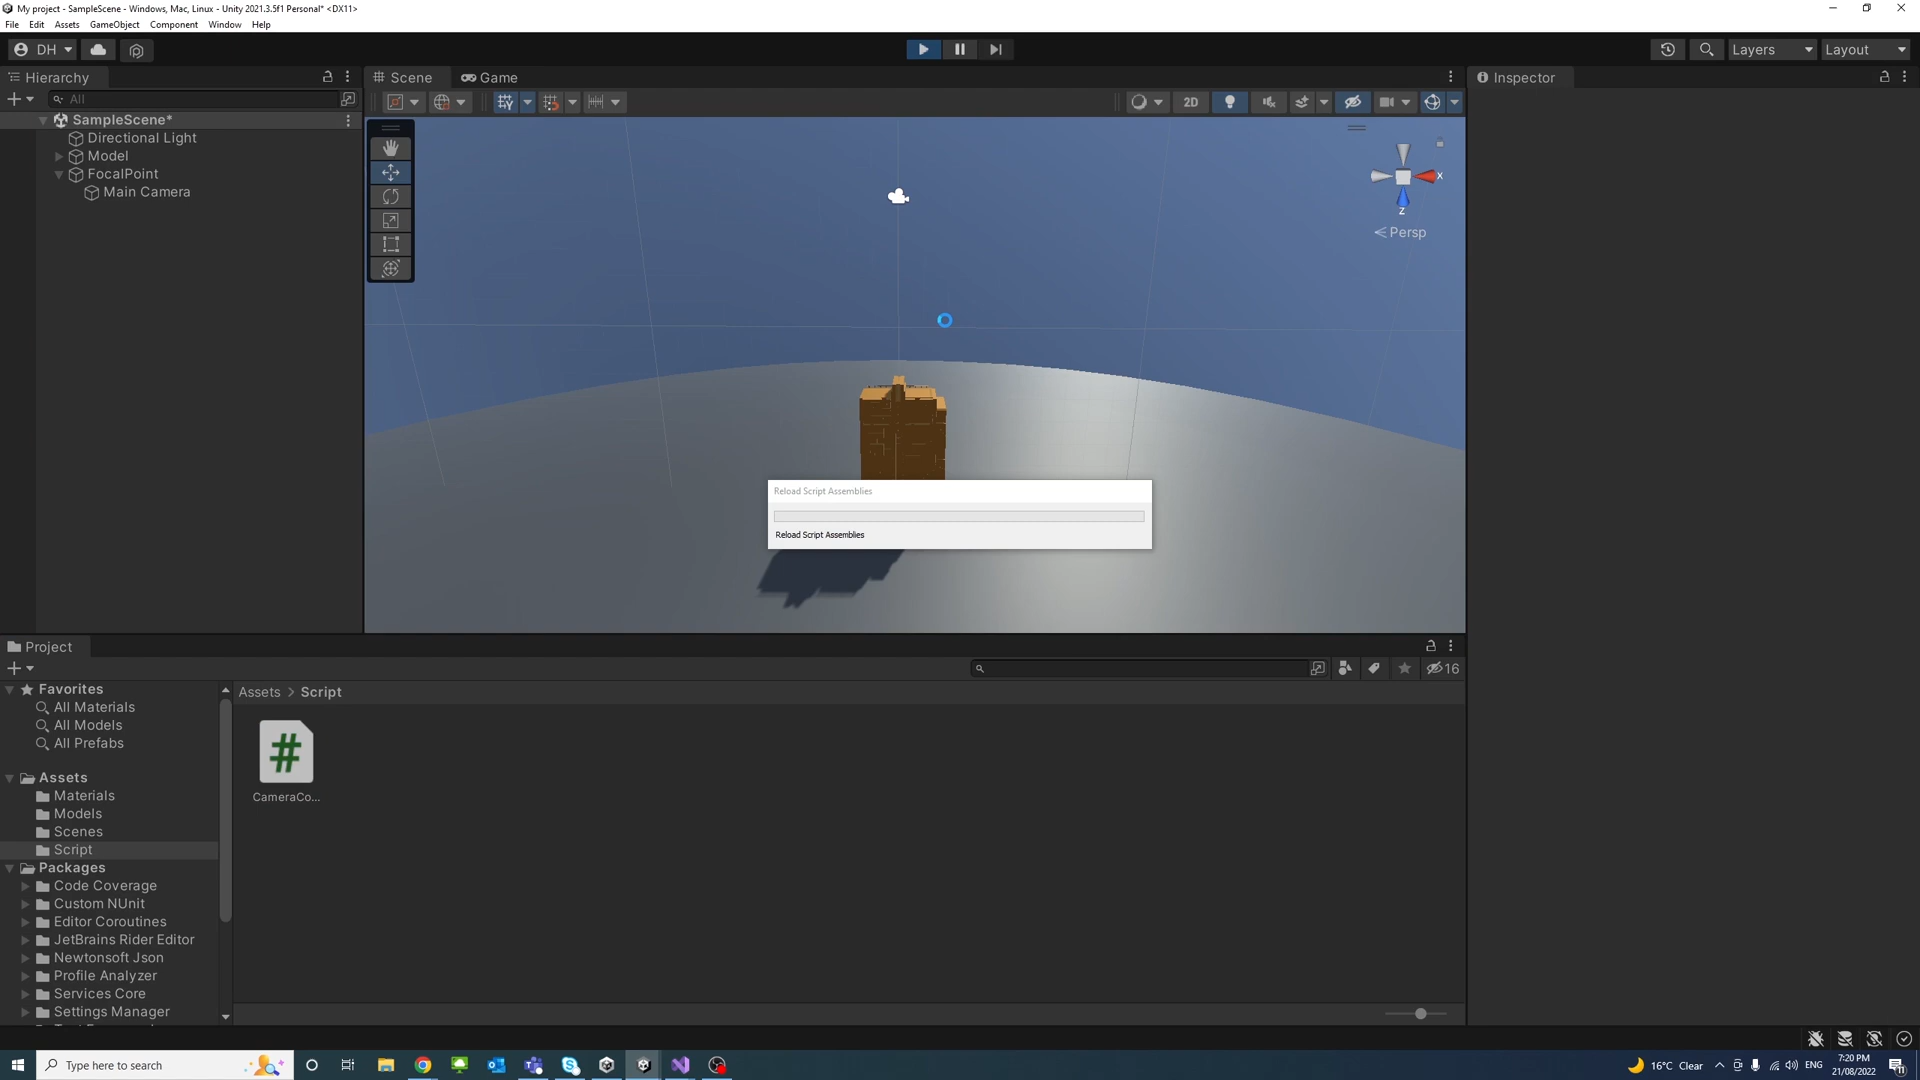 My project - SampleScene - Windows, Mac, Linux - Unity 2021.3.5f1 Personal* <DX11>
File Edit Assets GameObject Component Window Help
DH
Layers
Layout
Hierarchy
Scene
Game
Inspector
All
2D
SampleScene*
Directional Light
Model
FocalPoint
Main Camera
X
Z
Persp
Reload Script Assemblies
Reload Script Assemblies
Project
16
Favorites
All Materials
All Models
All Prefabs
Assets
Materials
Models
Scenes
Script
Packages
Code Coverage
Custom NUnit
Editor Coroutines
JetBrains Rider Editor
Newtonsoft Json
Profile Analyzer
Services Core
Settings Manager
Assets > Script
CameraCo...
Type here to search
16°C Clear
ENG
7:20 PM
21/08/2022